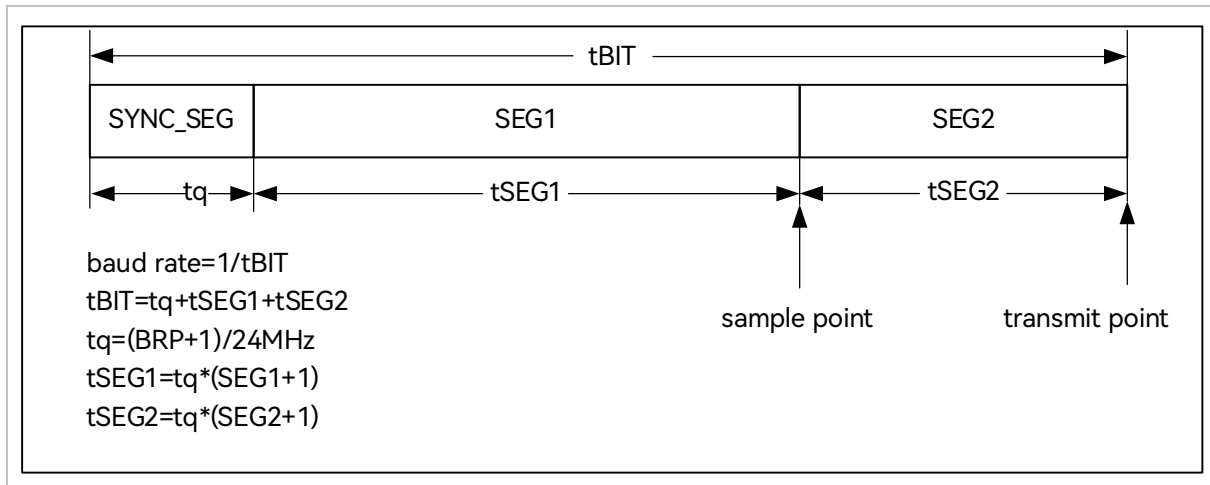 tBIT
SYNC_SEG SEG1 SEG2
tq tSEG1 tSEG2
baud rate=1/tBIT
tBIT=tq+tSEG1+tSEG2
tq=(BRP+1)/24MHz
tSEG1=tq*(SEG1+1)
tSEG2=tq*(SEG2+1)
sample point transmit point